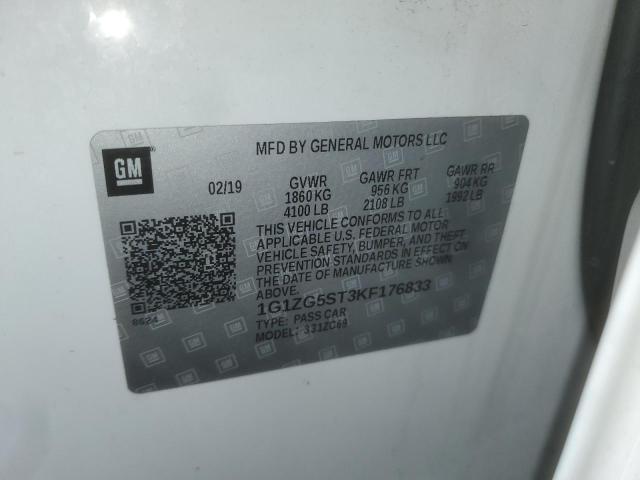 GM
MFD BY GENERAL MOTORS LLC
02/19
GVWR
1860 KG
4100 LB
GAWR FRT
956 KG
2108 LB
GAWR RR
904 KG
1992 LB
THIS VEHICLE CONFORMS TO ALL
APPLICABLE U.S. FEDERAL MOTOR
VEHICLE SAFETY, BUMPER, AND THEFT
PREVENTION STANDARDS IN EFFECT ON
THE DATE OF MANUFACTURE SHOWN
ABOVE.
1G1ZG5ST3KF176833
TYPE: PASS CAR
MODEL: 331ZC69
8624